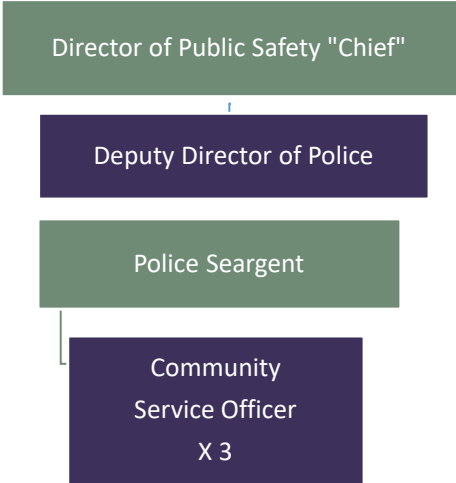 Director of Public Safety "Chief"
Deputy Director of Police
Police Seargent
Community
Service Officer
X 3